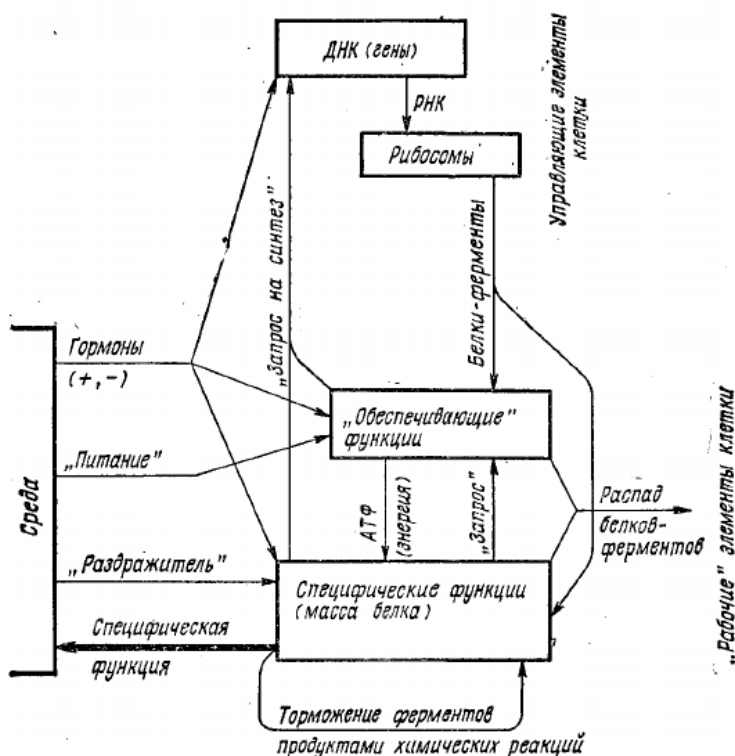 ДНК (гены)
РНК
Рибосомы
Управляющие элементы
клетки
„Запрос на синтез"
Белки-ферменты
Гормоны
(+,-)
„Обеспечивающие"
функции
„Питание"
Среда
АТФ
(энергия)
„Запрос"
Распад
белков-
ферментов
„Рабочие" элементы клетки
„Раздражитель"
Специфические функции
(масса белка)
Специфическая
функция
Торможение ферментов
продуктами химических реакций